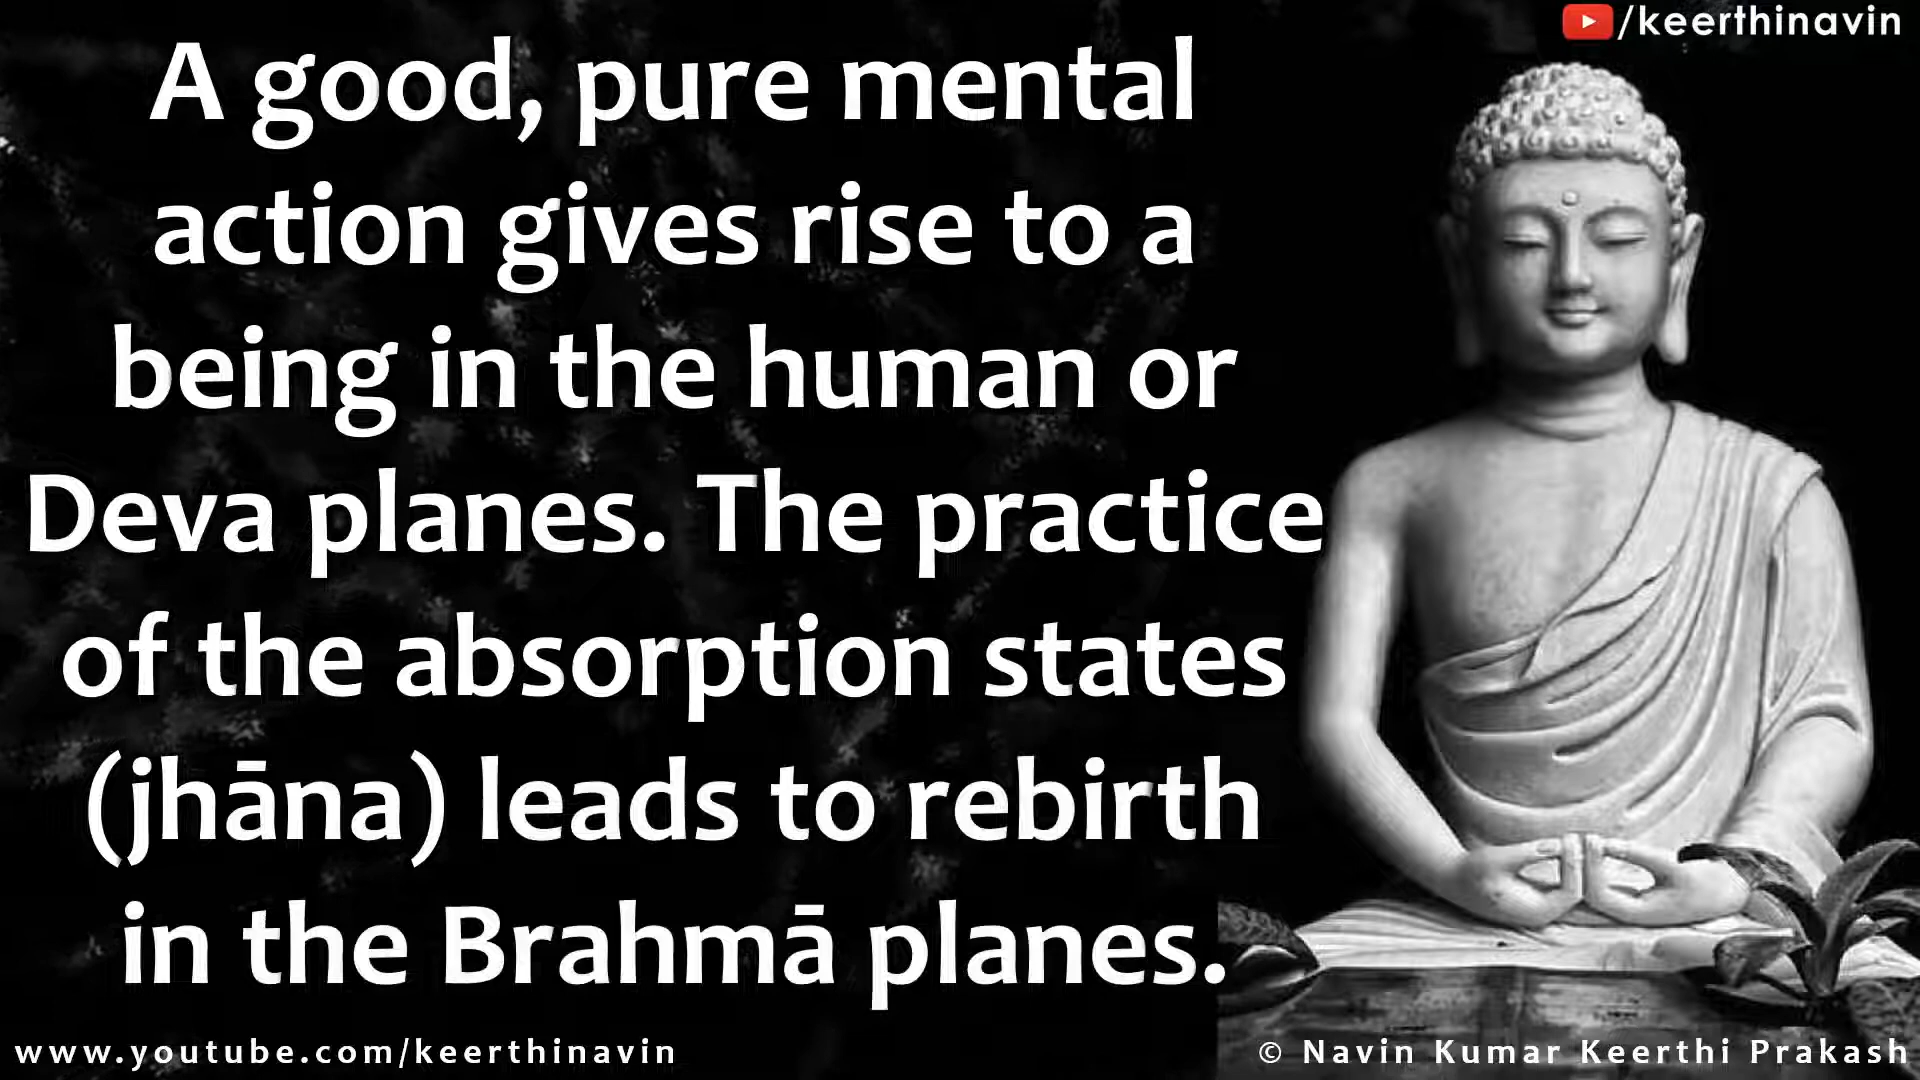 /keerthinavin
A good, pure mental
action gives rise to a
being in the human or
Deva planes. The practice
of the absorption states
(jhāna) leads to rebirth
in the Brahmā planes.
www.youtube.com/keerthinavin
© Navin Kumar Keerthi Prakash